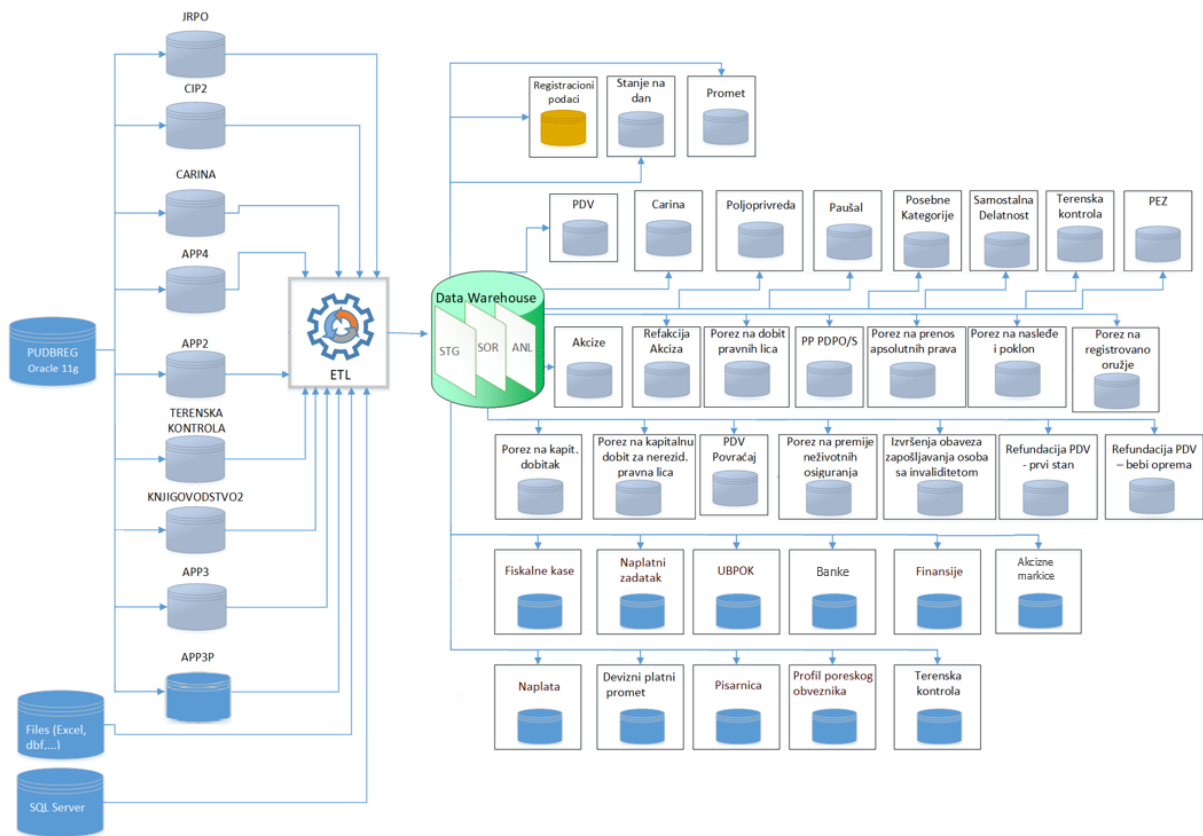 JRPO
CIP2
CARINA
APP4
PUDBREG
Oracle 11g
APP2
TERENSKA
KONTROLA
KNJIGOVODSTVO2
APP3
APP3P
Files (Excel,
dbf,...)
SQL Server
ETL
Data Warehouse
STG
SOR
ANL
Registracioni
podaci
Stanje na
dan
Promet
PDV
Carina
Poljoprivreda
Paušal
Posebne
Kategorije
Samostalna
Delatnost
Terenska
kontrola
PEZ
Akcize
Refakcija
Akciza
Porez na dobit
pravnih lica
PP PDPO/S
Porez na prenos
apsolutnih prava
Porez na nasleđe
i poklon
Porez na
registrovano
oružje
Porez na kapit.
dobitak
Porez na kapitalnu
dobit za nerezid.
pravna lica
PDV
Povraćaj
Porez na premije
neživotnih
osiguranja
Izvršenja obaveza
zapošljavanja osoba
sa invaliditetom
Refundacija PDV
- prvi stan
Refundacija PDV
– bebi oprema
Fiskalne kase
Naplatni
zadatak
UBPOK
Banke
Finansije
Akcizne
markice
Naplata
Devizni platni
promet
Pisarnica
Profil poreskog
obveznika
Terenska
kontrola